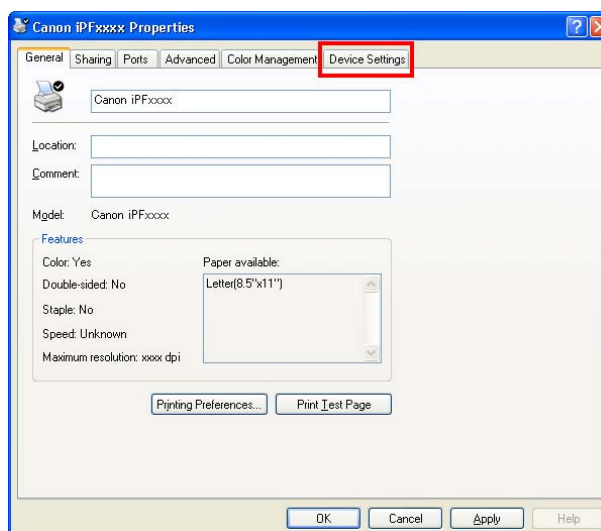 Canon iPFxxxx Properties
General Sharing Ports Advanced Color Management Device Settings
Canon iPFxxxx
Location:
Comment:
Model: Canon iPFxxxx
Features
Color: Yes Paper available:
Double-sided: No Letter(8.5"x11")
Staple: No
Speed: Unknown
Maximum resolution: xxxx dpi
Printing Preferences... Print Test Page
OK Cancel Apply Help